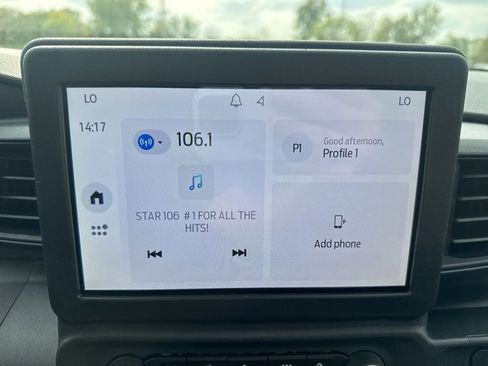 LO
LO
14:17
106.1
P1
Good afternoon,
Profile 1
STAR 106 #1 FOR ALL THE
HITS!
Add phone